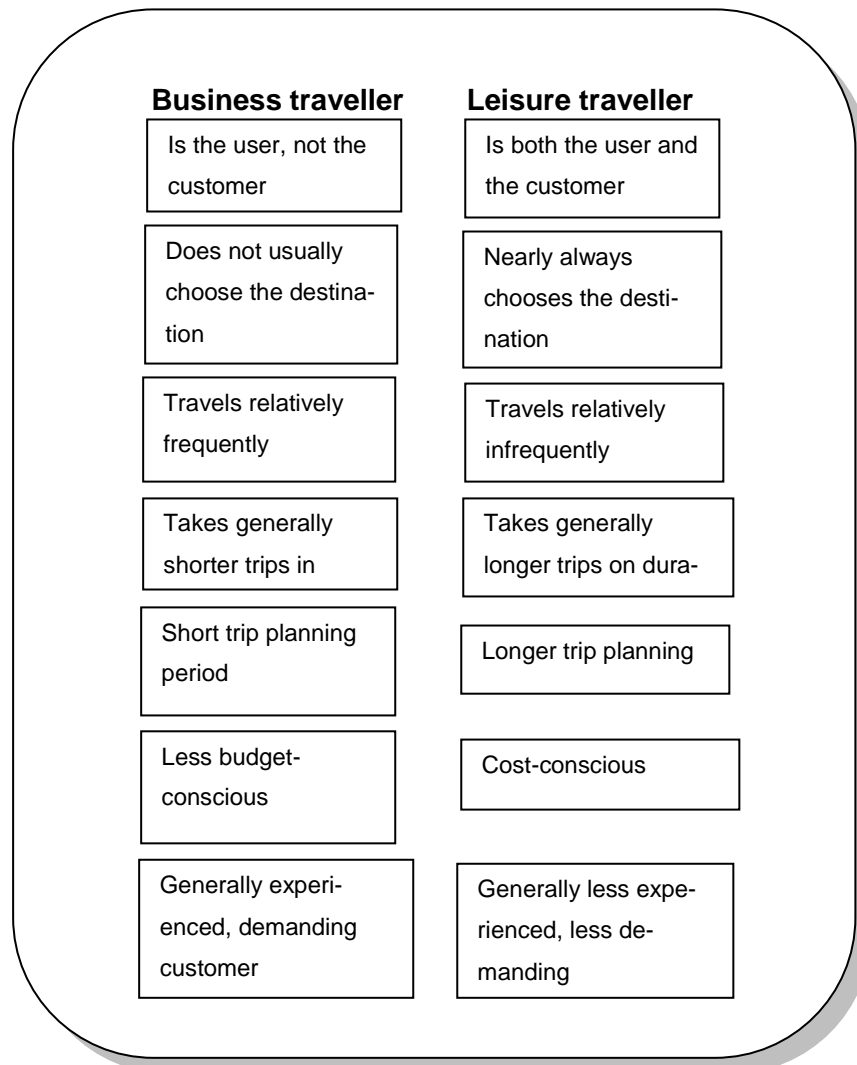 Business traveller
Is the user, not the
customer
Does not usually
choose the destina-
tion
Travels relatively
frequently
Takes generally
shorter trips in
Short trip planning
period
Less budget-
conscious
Generally experi-
enced, demanding
customer
Leisure traveller
Is both the user and
the customer
Nearly always
chooses the desti-
nation
Travels relatively
infrequently
Takes generally
longer trips on dura-
Longer trip planning
Cost-conscious
Generally less expe-
rienced, less de-
manding